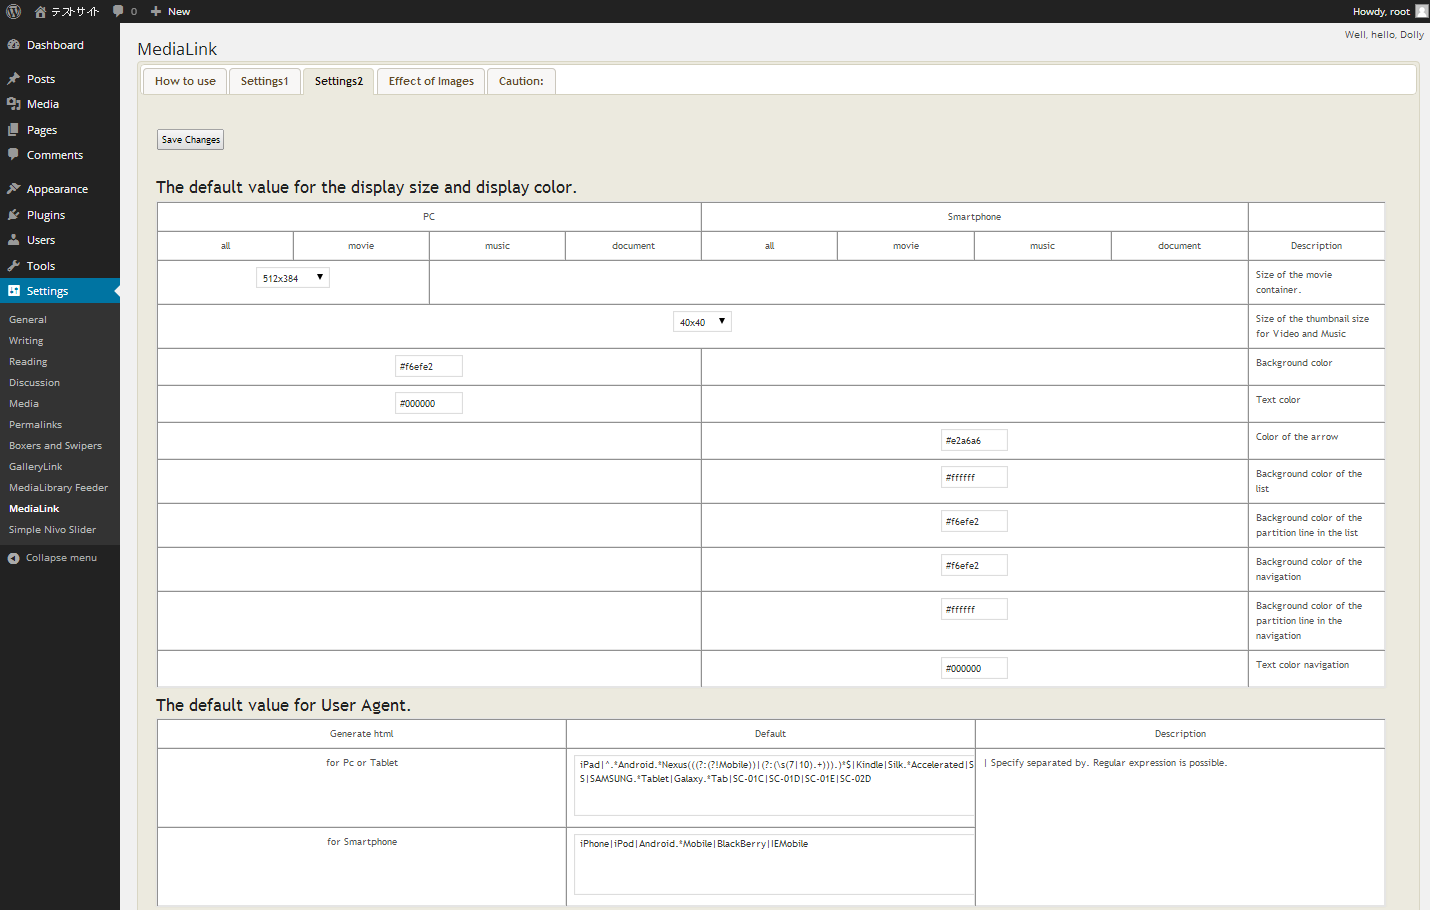 テストサイト 0 New Howdy, root
Well, hello, Dolly
Dashboard
Posts
Media
Pages
Comments
Appearance
Plugins
Users
Tools
Settings
General
Writing
Reading
Discussion
Media
Permalinks
Boxers and Swipers
GalleryLink
MediaLibrary Feeder
MediaLink
Simple Nivo Slider
Collapse menu
MediaLink
How to use Settings1 Settings2 Effect of Images Caution:
Save Changes
The default value for the display size and display color.
PC Smartphone
all movie music document all movie music document Description
512x384 Size of the movie
container.
40x40 Size of the thumbnail size
for Video and Music
#f6efe2 Background color
#000000 Text color
#e2a6a6 Color of the arrow
#ffffff Background color of the
list
#f6efe2 Background color of the
partition line in the list
#f6efe2 Background color of the
navigation
#ffffff Background color of the
partition line in the
navigation
#000000 Text color navigation
The default value for User Agent.
Generate html Default Description
for Pc or Tablet iPad|^.*Android.*Nexus(((?:(?!Mobile))|(?:(\s(7|10).+))).)*$|Kindle|Silk.*Accelerated|S | Specify separated by. Regular expression is possible.
S|SAMSUNG.*Tablet|Galaxy.*Tab|SC-01C|SC-01D|SC-01E|SC-02D
for Smartphone iPhone|iPod|Android.*Mobile|BlackBerry|IEMobile